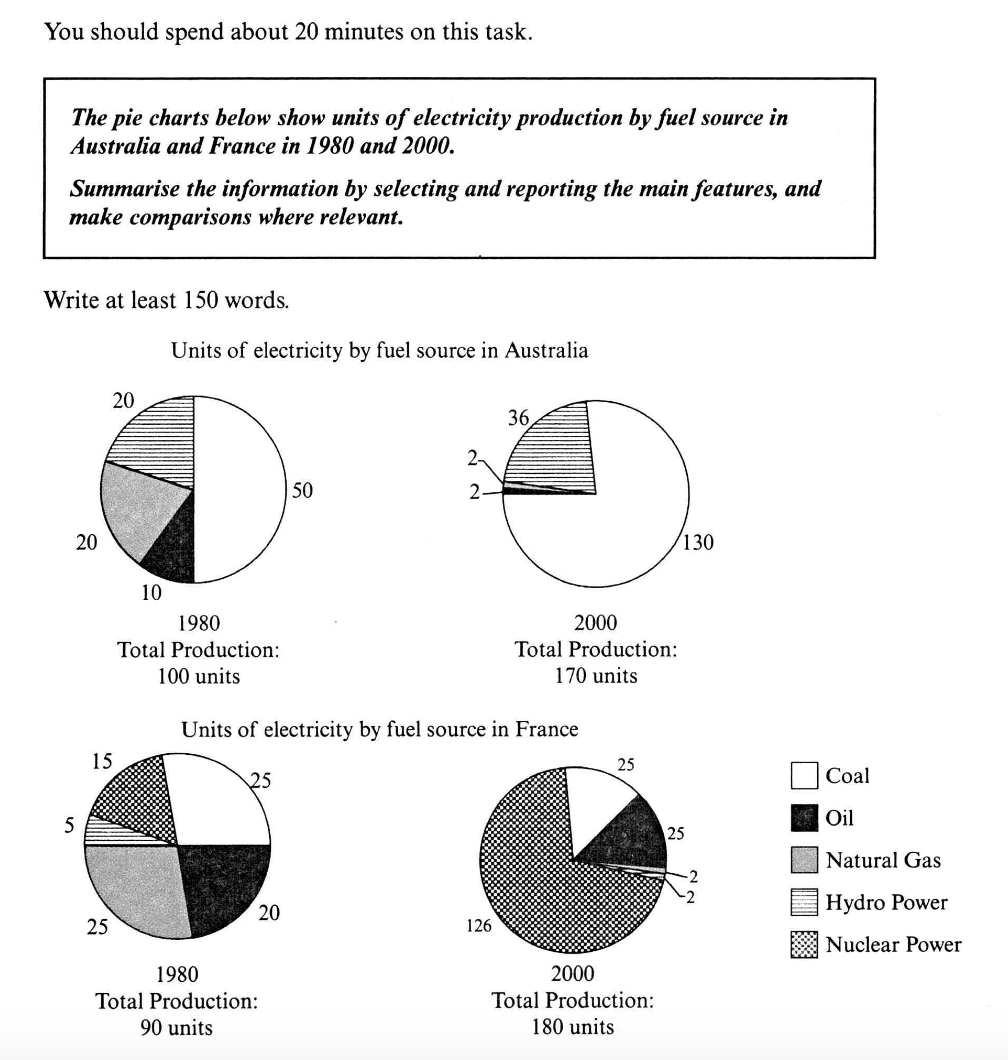 You should spend about 20 minutes on this task.
The pie charts below show units of electricity production by fuel source in
Australia and France in 1980 and 2000.
Summarise the information by selecting and reporting the main features, and
make comparisons where relevant.
Write at least 150 words.
Units of electricity by fuel source in Australia
20
50
20
10
1980
Total Production:
100 units
36
2
2
130
2000
Total Production:
170 units
Units of electricity by fuel source in France
15
25
5
25
20
1980
Total Production:
90 units
25
25
2
2
126
2000
Total Production:
180 units
Coal
Oil
Natural Gas
Hydro Power
Nuclear Power